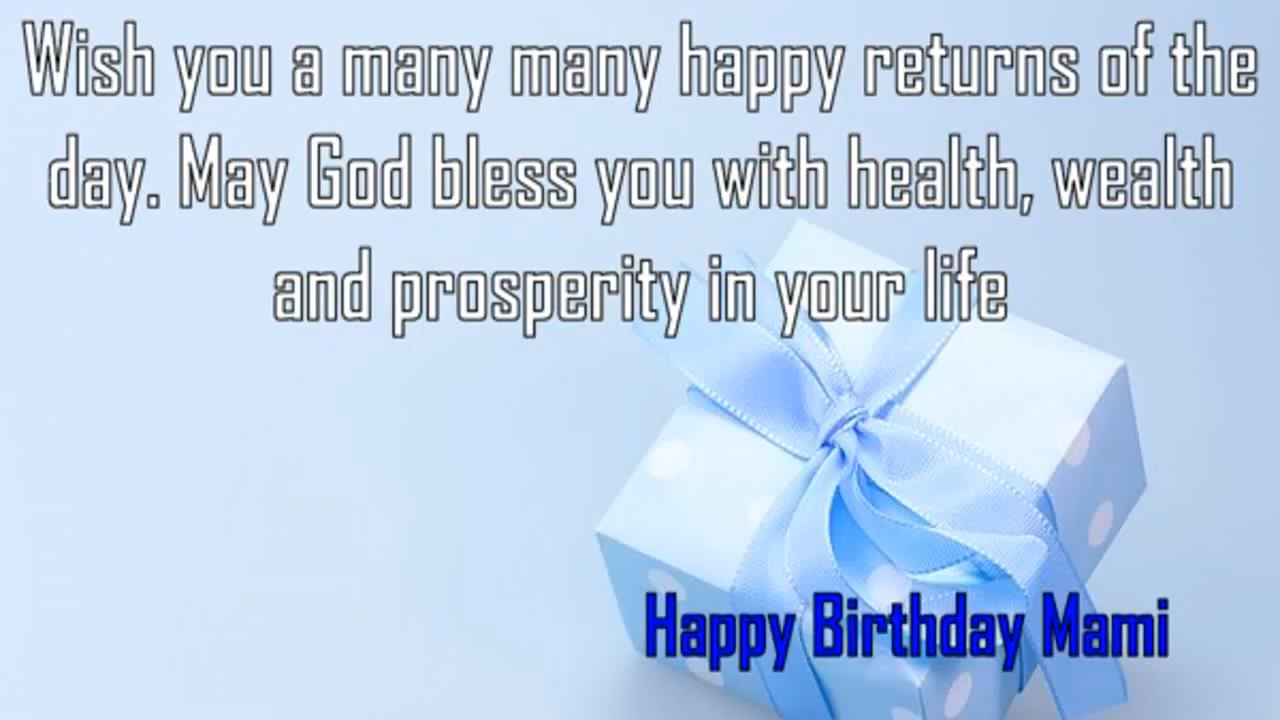 Wish you a many many happy returns of the
day. May God bless you with health, wealth
and prosperity in your life
Happy Birthday Mami